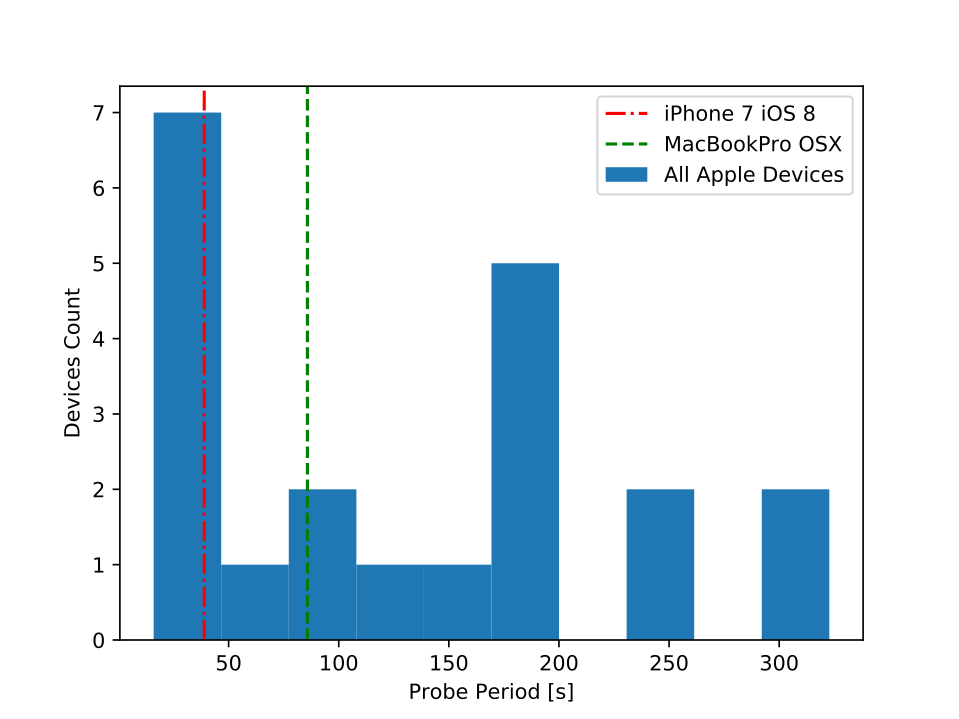 iPhone 7 iOS 8
MacBookPro OSX
All Apple Devices
7
6
5
4
3
2
1
0
Devices Count
50 100 150 200 250 300
Probe Period [s]